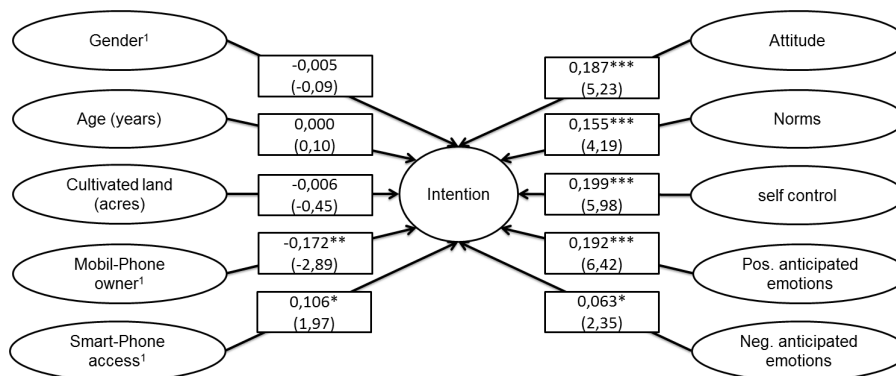 Gender¹
-0,005
(-0,09)
Age (years)
0,000
(0,10)
Cultivated land
(acres)
-0,006
(-0,45)
Mobil-Phone
owner¹
-0,172**
(-2,89)
Smart-Phone
access¹
0,106*
(1,97)
Intention
Attitude
0,187***
(5,23)
Norms
0,155***
(4,19)
self control
0,199***
(5,98)
Pos. anticipated
emotions
0,192***
(6,42)
Neg. anticipated
emotions
0,063*
(2,35)